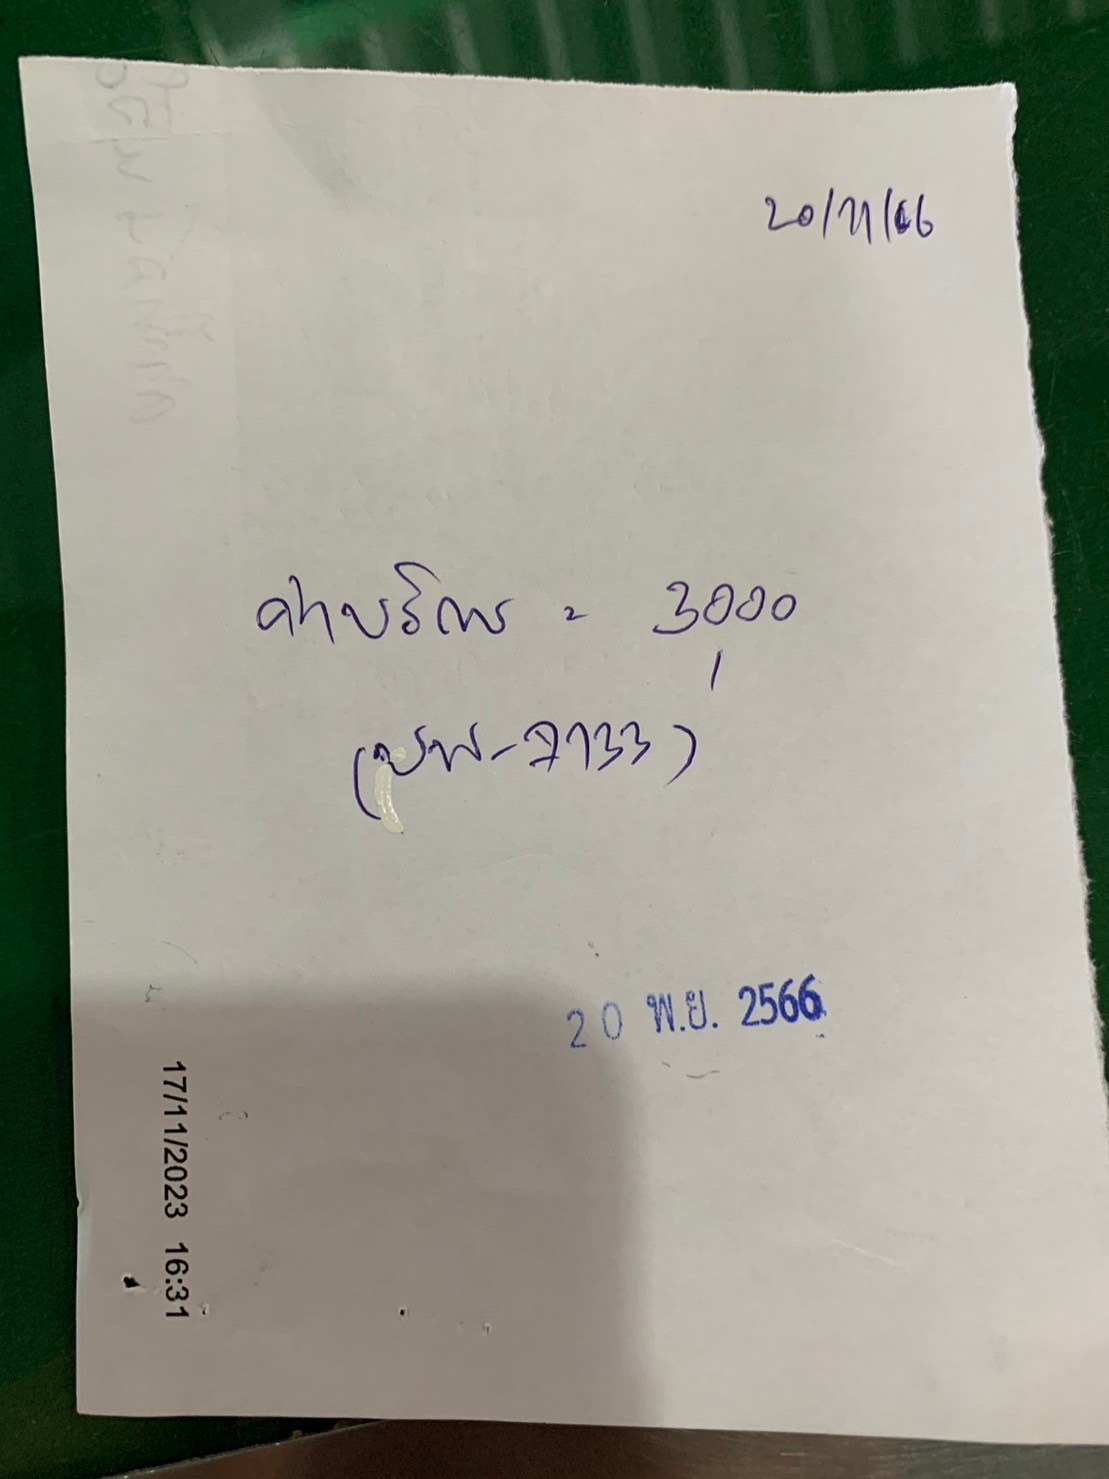 20/11/66
ค่าบริการ = 3000
(บพ-7133)
20 พ.ย. 2566
17/11/2023 16:31